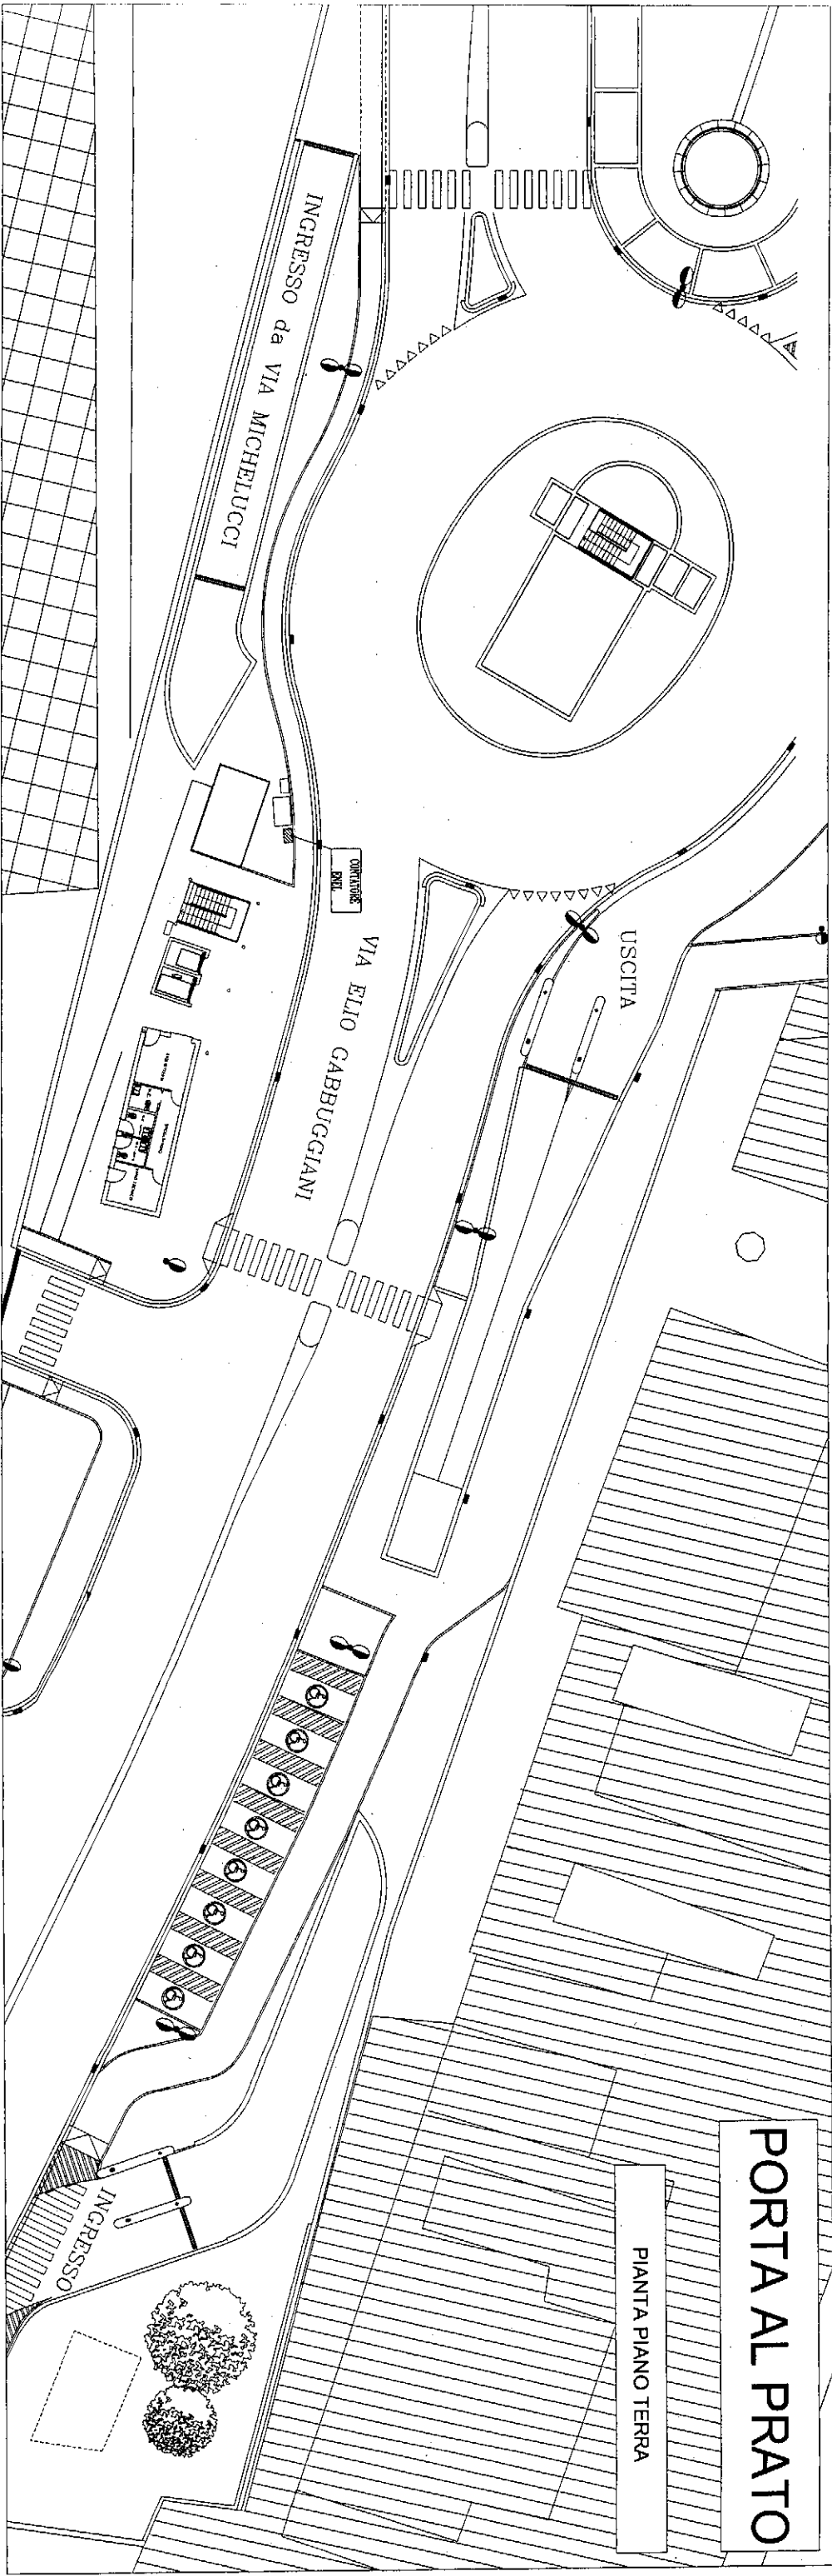 PORTA AL PRATO
PIANTA PIANO TERRA
INGRESSO da VIA MICHELUCCI
CONTATORE
ENEL
VIA ELIO GABBUGGIANI
USCITA
INGRESSO